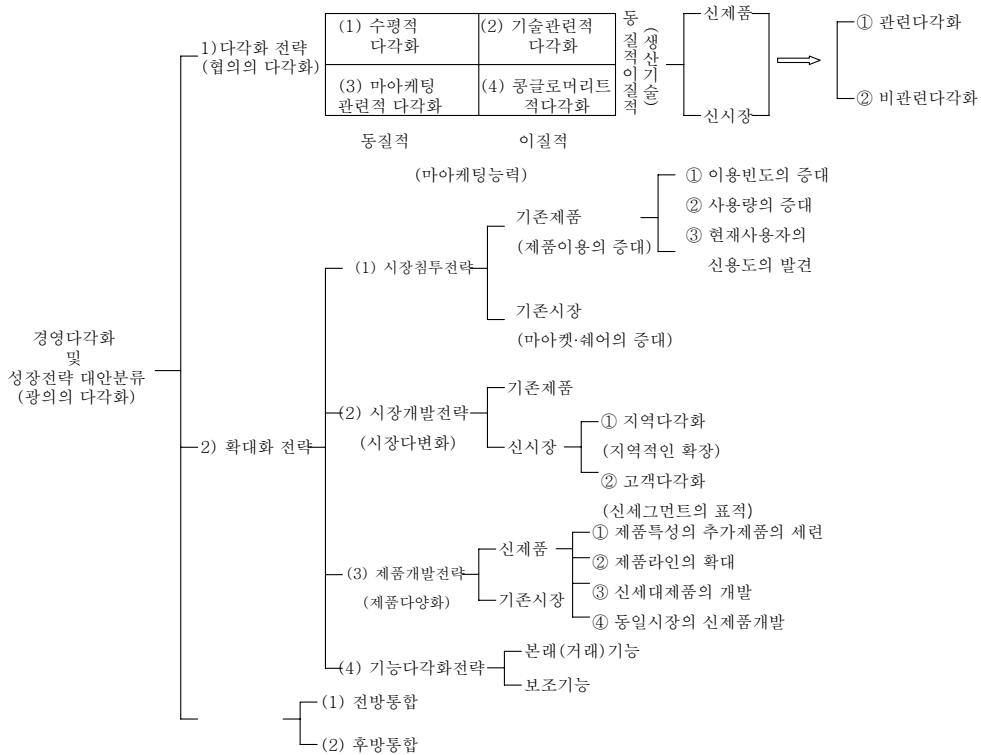 경영다각화
및
성장전략 대안분류
(광의의 다각화)
1)다각화 전략
(협의의 다각화)
(1) 수평적
다각화
(2) 기술관련적
다각화
(3) 마아케팅
관련적 다각화
(4) 콩글로머리트
적다각화
동질적이질적
(생산기술)
동질적
이질적
(마아케팅능력)
신제품
신시장
① 관련다각화
② 비관련다각화
2) 확대화 전략
(1) 시장침투전략
기존제품
(제품이용의 증대)
① 이용빈도의 증대
② 사용량의 증대
③ 현재사용자의
신용도의 발견
기존시장
(마아켓·쉐어의 증대)
(2) 시장개발전략
(시장다변화)
기존제품
신시장
① 지역다각화
(지역적인 확장)
② 고객다각화
(신세그먼트의 표적)
(3) 제품개발전략
(제품다양화)
신제품
기존시장
① 제품특성의 추가제품의 세련
② 제품라인의 확대
③ 신세대제품의 개발
④ 동일시장의 신제품개발
(4) 기능다각화전략
본래(거래)기능
보조기능
(1) 전방통합
(2) 후방통합